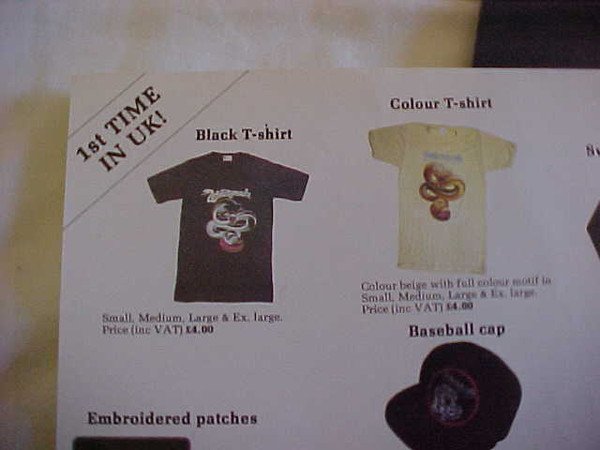 1st TIME
IN UK!
Black T-shirt
Small, Medium, Large & Ex. large.
Price (inc VAT) £4.00
Colour T-shirt
Colour beige with full colour motif in
Small, Medium, Large & Ex. large.
Price (inc VAT) £4.00
Baseball cap
Embroidered patches